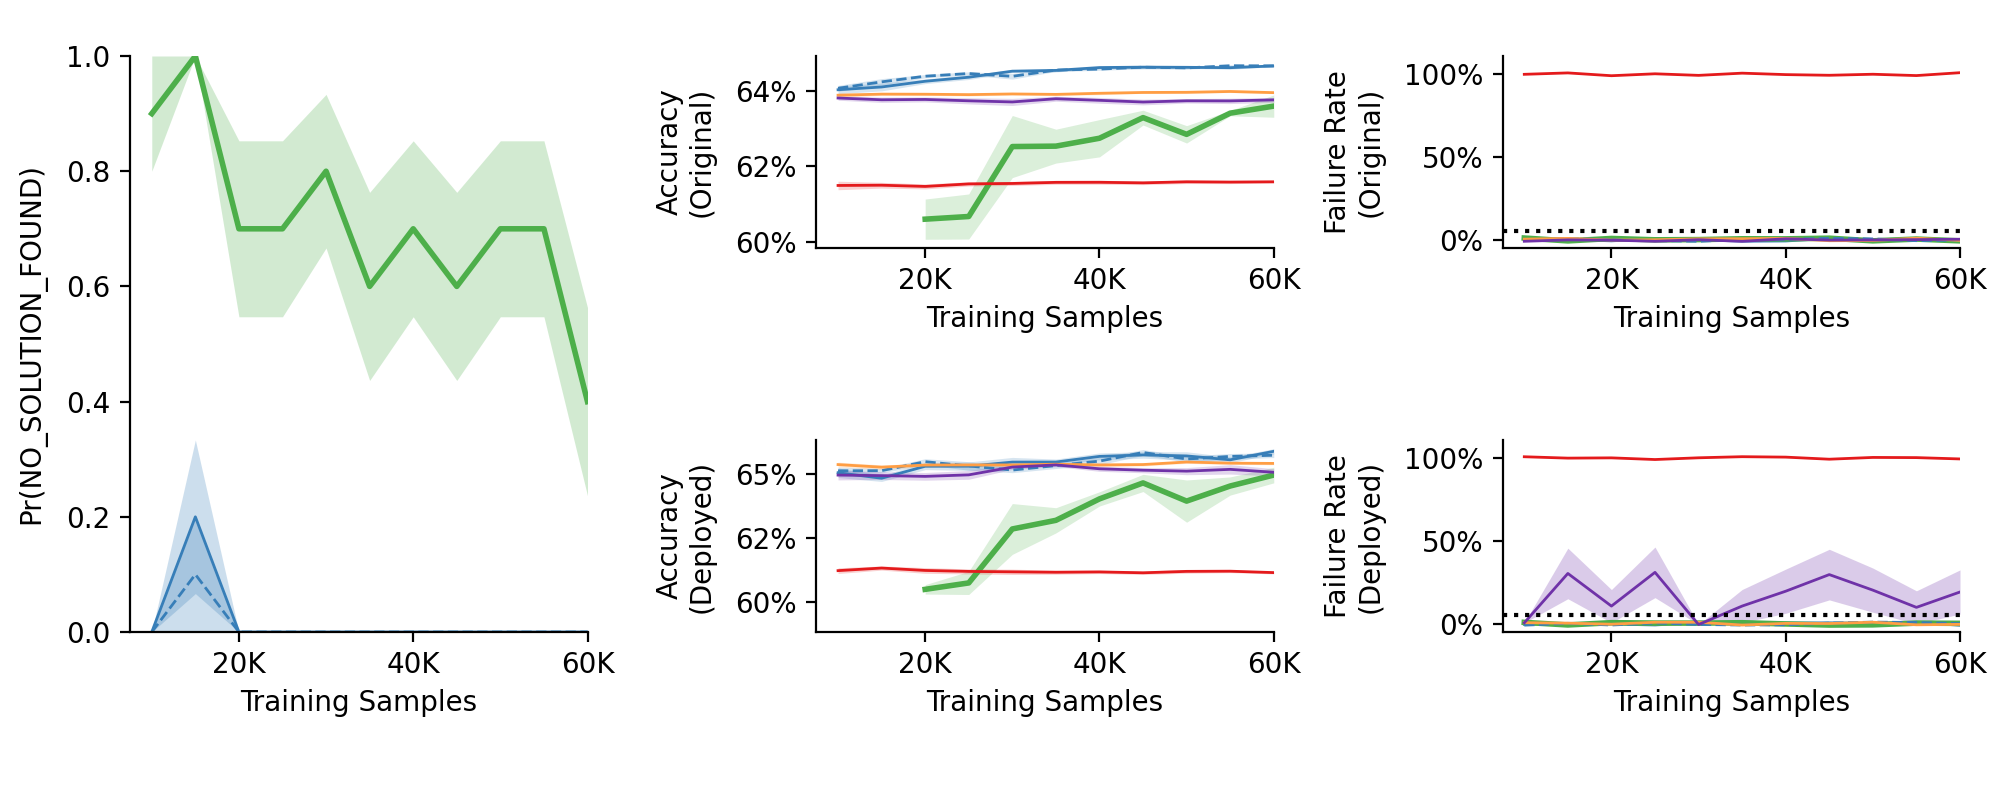 Pr(NO_SOLUTION_FOUND)
1.0
0.8
0.6
0.4
0.2
0.0
20K 40K 60K
Training Samples
Accuracy
(Original)
64%
62%
60%
20K 40K 60K
Training Samples
Failure Rate
(Original)
100%
50%
0%
20K 40K 60K
Training Samples
Accuracy
(Deployed)
65%
62%
60%
20K 40K 60K
Training Samples
Failure Rate
(Deployed)
100%
50%
0%
20K 40K 60K
Training Samples